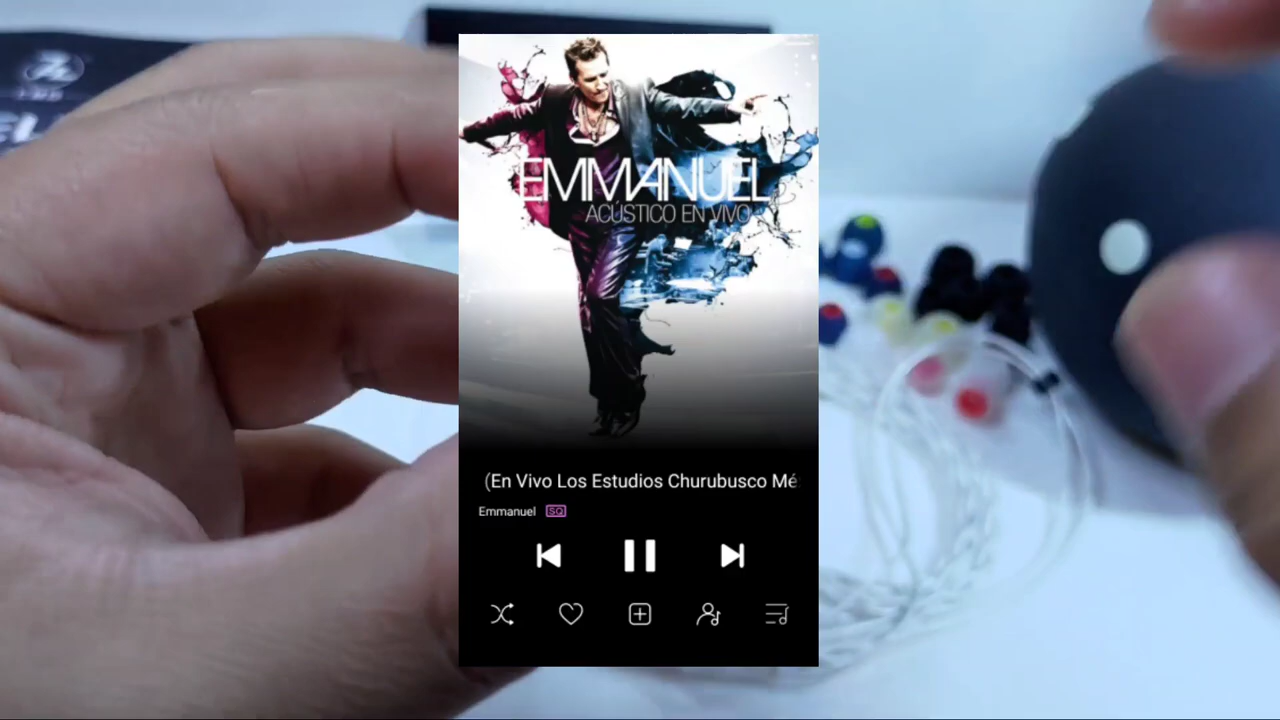 EMMANUEL
ACÚSTICO EN VIVO
(En Vivo Los Estudios Churubusco Mé
Emmanuel SQ